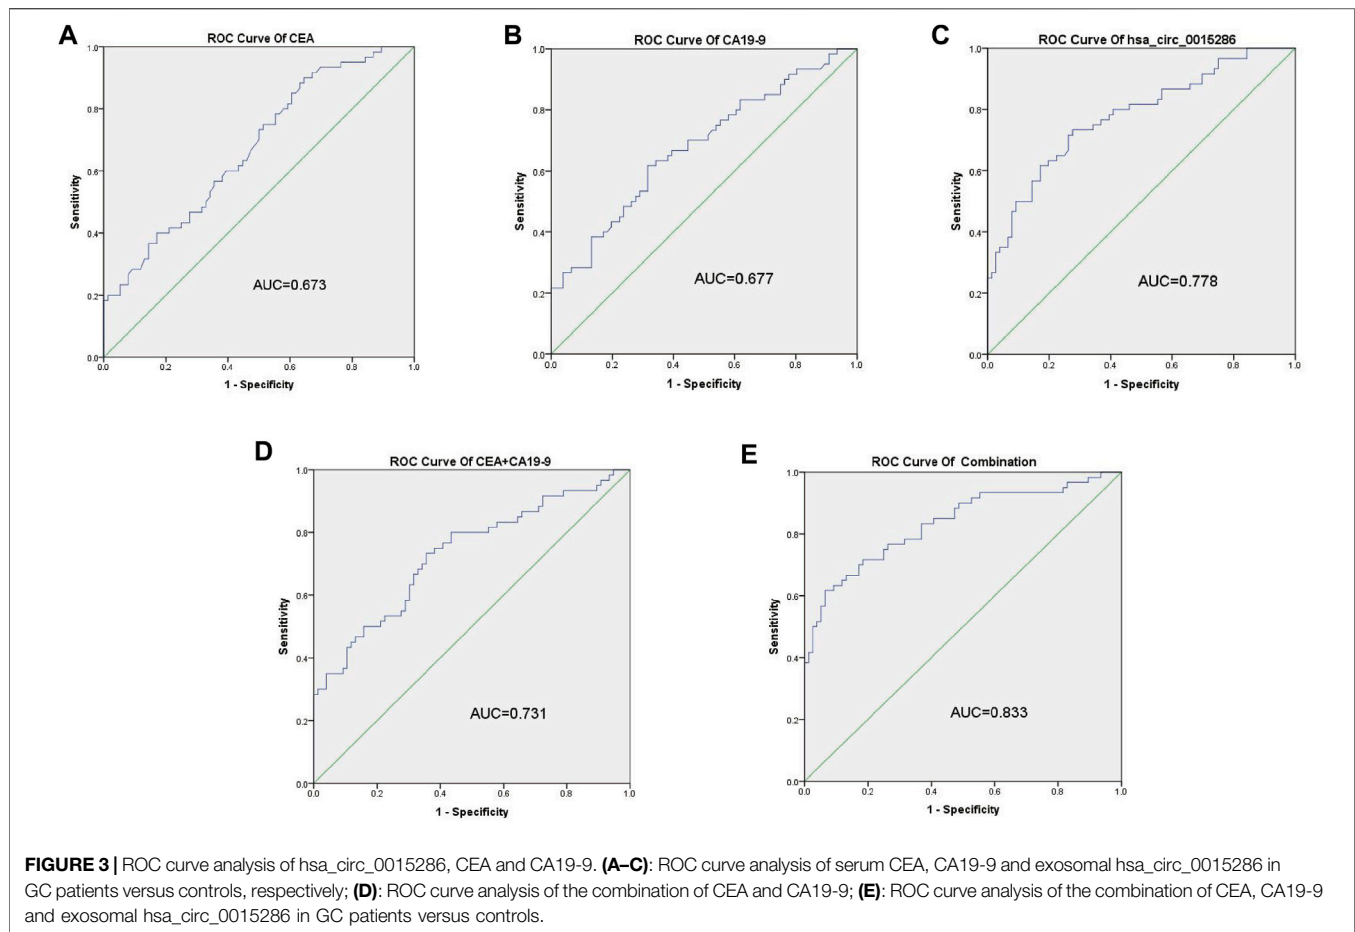 A
ROC Curve Of CEA
1.0
0.8
0.6
0.4
0.2
0.0
Sensitivity
AUC=0.673
0.0 0.2 0.4 0.6 0.8 1.0
1 - Specificity
B
ROC Curve Of CA19-9
1.0
0.8
0.6
0.4
0.2
0.0
Sensitivity
AUC=0.677
0.0 0.2 0.4 0.6 0.8 1.0
1 - Specificity
C
ROC Curve Of hsa_circ_0015286
1.0
0.8
0.6
0.4
0.2
0.0
Sensitivity
AUC=0.778
0.0 0.2 0.4 0.6 0.8 1.0
1 - Specificity
D
ROC Curve Of CEA+CA19-9
1.0
0.8
0.6
0.4
0.2
0.0
Sensitivity
AUC=0.731
0.0 0.2 0.4 0.6 0.8 1.0
1 - Specificity
E
ROC Curve Of Combination
1.0
0.8
0.6
0.4
0.2
0.0
Sensitivity
AUC=0.833
0.0 0.2 0.4 0.6 0.8 1.0
1 - Specificity
FIGURE 3 | ROC curve analysis of hsa_circ_0015286, CEA and CA19-9. (A–C): ROC curve analysis of serum CEA, CA19-9 and exosomal hsa_circ_0015286 in
GC patients versus controls, respectively; (D): ROC curve analysis of the combination of CEA and CA19-9; (E): ROC curve analysis of the combination of CEA, CA19-9
and exosomal hsa_circ_0015286 in GC patients versus controls.